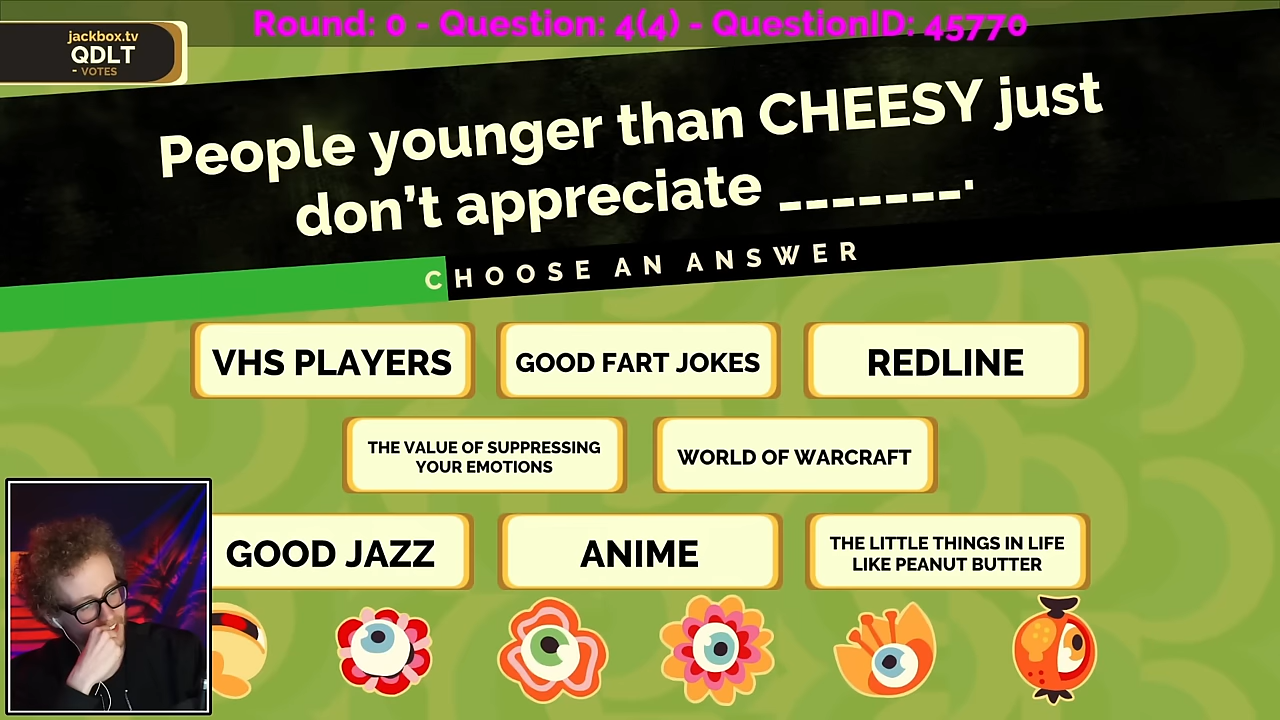 Round: 0 - Question: 4(4) - QuestionID: 45770
jackbox.tv
QDLT
- VOTES
People younger than CHEESY just
don’t appreciate _______.
CHOOSE AN ANSWER
VHS PLAYERS
GOOD FART JOKES
REDLINE
THE VALUE OF SUPPRESSING
YOUR EMOTIONS
WORLD OF WARCRAFT
GOOD JAZZ
ANIME
THE LITTLE THINGS IN LIFE
LIKE PEANUT BUTTER